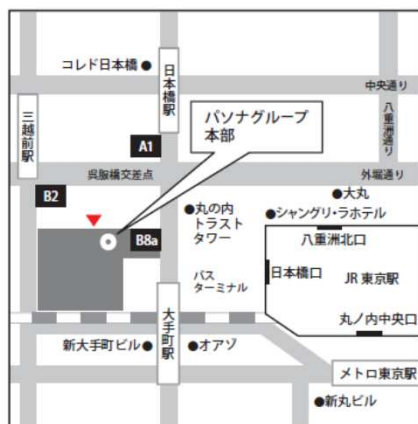 コレド日本橋
日本橋駅
中央通り
八重洲通り
パソナグループ
本部
三越前駅
A1
呉服橋交差点
外堀通り
B2
大丸
シャングリ・ラホテル
丸の内
トラスト
タワー
B8a
八重洲北口
バス
ターミナル
日本橋口
JR 東京駅
丸ノ内中央口
大手町駅
新大手町ビル
オアゾ
メトロ東京駅
新丸ビル